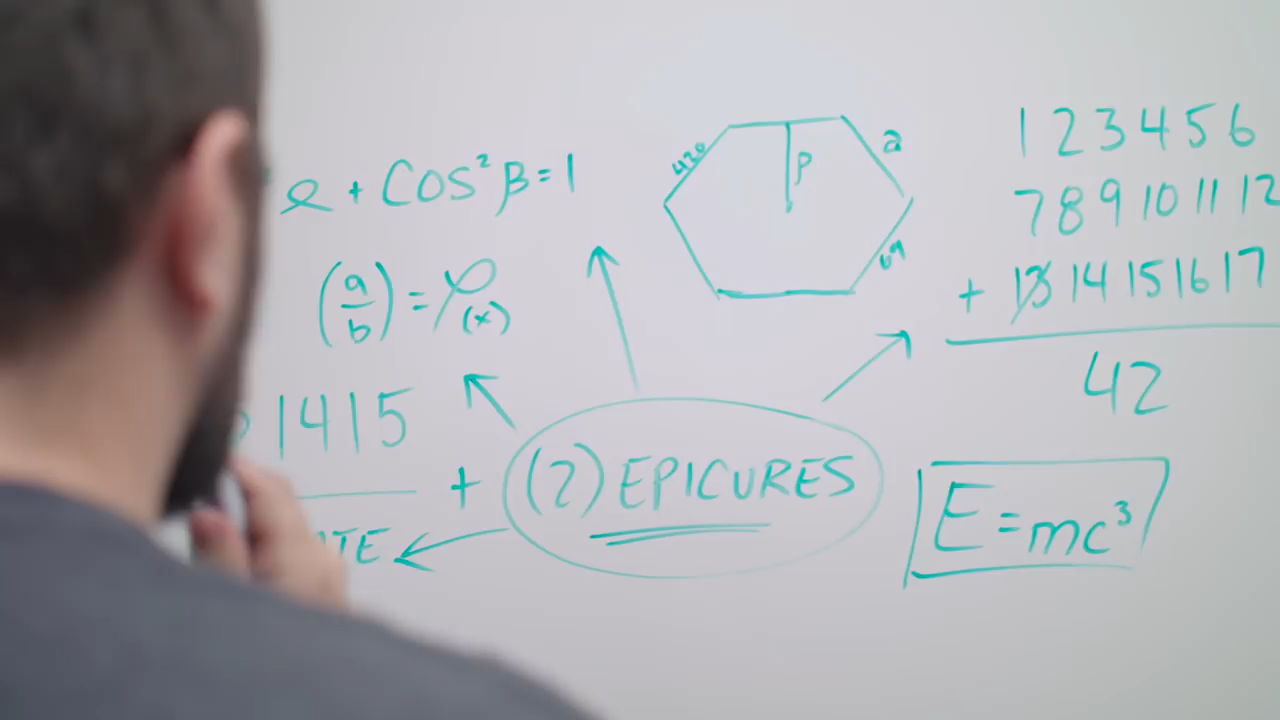 α + COS² β = 1
(a/b) = φ(x)
1415
+ (2) EPICURES
TE
420
a
p
69
1 2 3 4 5 6
7 8 9 10 11 12
+ 13 14 15 16 17
42
E = mc³